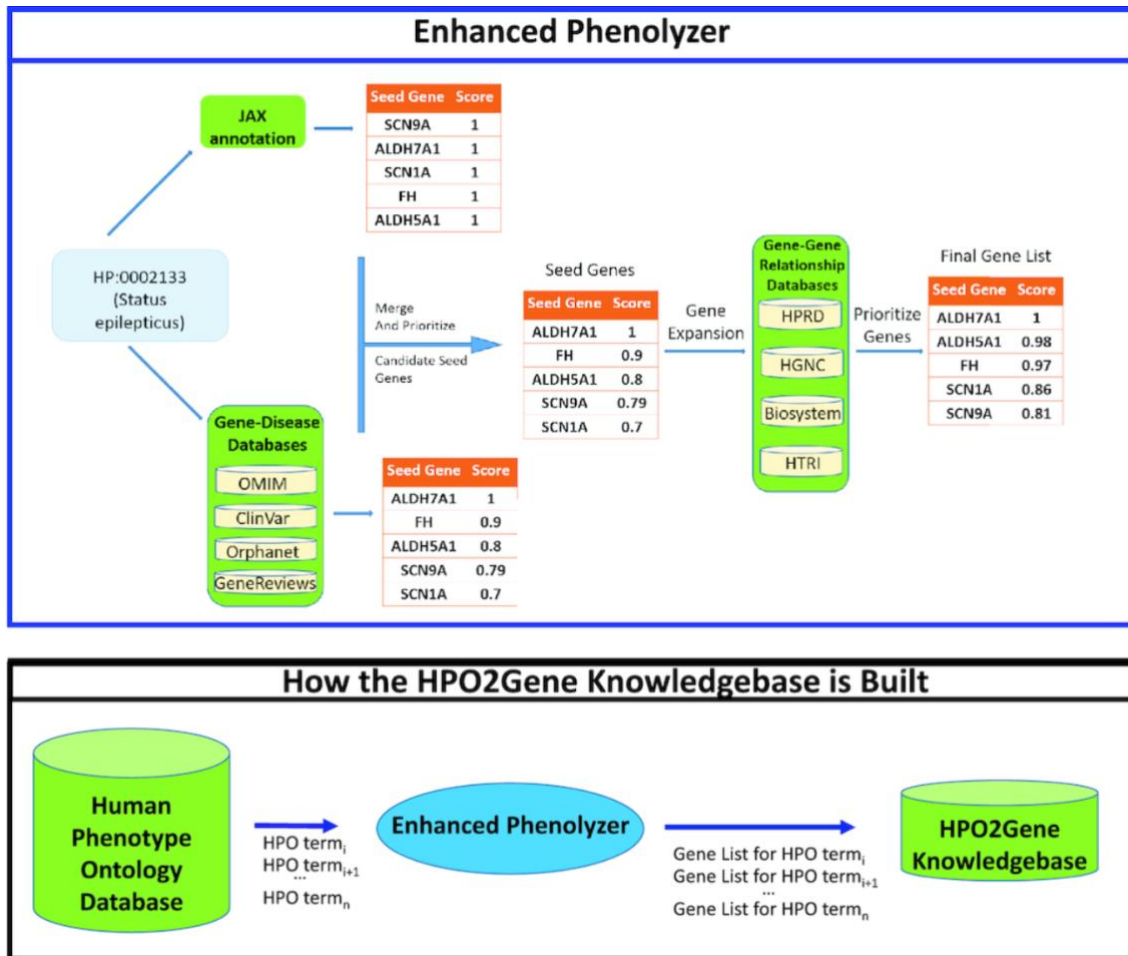 Enhanced Phenolyzer
JAX
annotation
Seed Gene Score
SCN9A 1
ALDH7A1 1
SCN1A 1
FH 1
ALDH5A1 1
HP:0002133
(Status
epilepticus)
Merge
And Prioritize
Candidate Seed
Genes
Gene-Disease
Databases
OMIM
ClinVar
Orphanet
GeneReviews
Seed Gene Score
ALDH7A1 1
FH 0.9
ALDH5A1 0.8
SCN9A 0.79
SCN1A 0.7
Seed Genes
Seed Gene Score
ALDH7A1 1
FH 0.9
ALDH5A1 0.8
SCN9A 0.79
SCN1A 0.7
Gene
Expansion
Gene-Gene
Relationship
Databases
HPRD
HGNC
Biosystem
HTRI
Prioritize
Genes
Final Gene List
Seed Gene Score
ALDH7A1 1
ALDH5A1 0.98
FH 0.97
SCN1A 0.86
SCN9A 0.81
How the HPO2Gene Knowledgebase is Built
Human
Phenotype
Ontology
Database
HPO term_i
HPO term_i+1
...
HPO term_n
Enhanced Phenolyzer
Gene List for HPO term_i
Gene List for HPO term_i+1
...
Gene List for HPO term_n
HPO2Gene
Knowledgebase